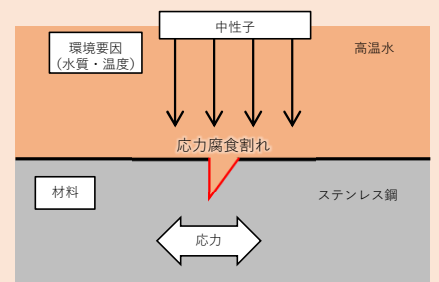 中性子
環境要因
（水質・温度）
高温水
応力腐食割れ
材料
ステンレス鋼
応力